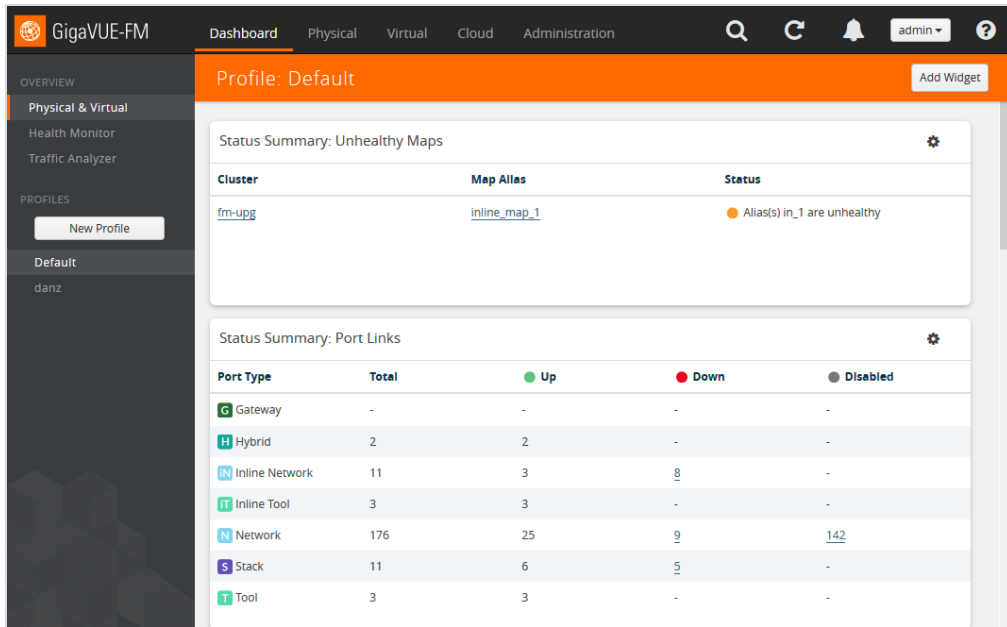 GigaVUE-FM
Dashboard Physical Virtual Cloud Administration
admin
?
OVERVIEW
Physical & Virtual
Health Monitor
Traffic Analyzer
PROFILES
New Profile
Default
danz
Profile: Default
Add Widget
Status Summary: Unhealthy Maps
Cluster Map Alias Status
fm-upg inline_map_1 Alias(s) in_1 are unhealthy
Status Summary: Port Links
Port Type Total Up Down Disabled
G Gateway - - - -
H Hybrid 2 2 - -
iN Inline Network 11 3 8 -
iT Inline Tool 3 3 - -
N Network 176 25 9 142
S Stack 11 6 5 -
T Tool 3 3 - -